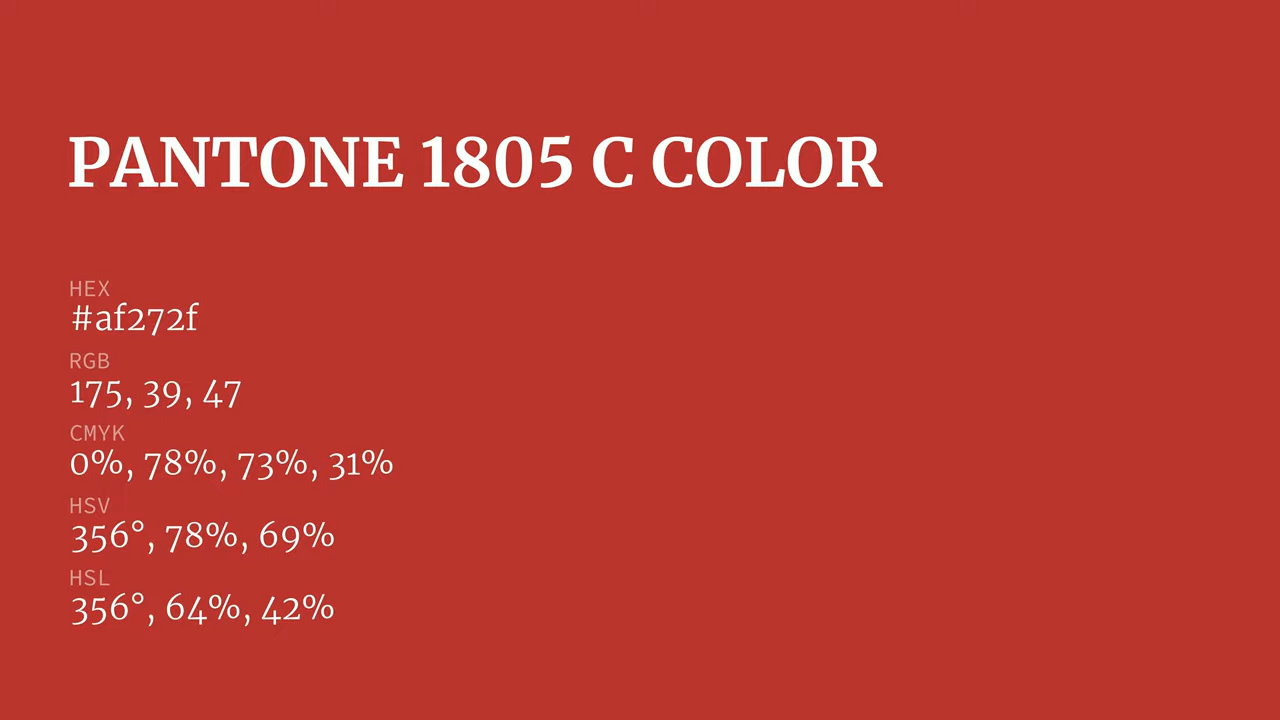 PANTONE 1805 C COLOR
HEX
#af272f
RGB
175, 39, 47
CMYK
0%, 78%, 73%, 31%
HSV
356°, 78%, 69%
HSL
356°, 64%, 42%